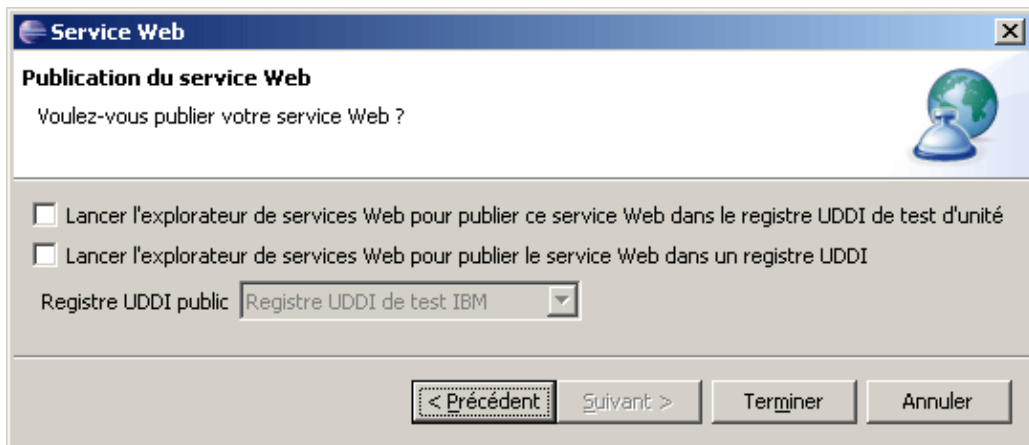 Service Web
Publication du service Web
Voulez-vous publier votre service Web ?
Lancer l'explorateur de services Web pour publier ce service Web dans le registre UDDI de test d'unité
Lancer l'explorateur de services Web pour publier le service Web dans un registre UDDI
Registre UDDI public Registre UDDI de test IBM
< Précédent Suivant > Terminer Annuler